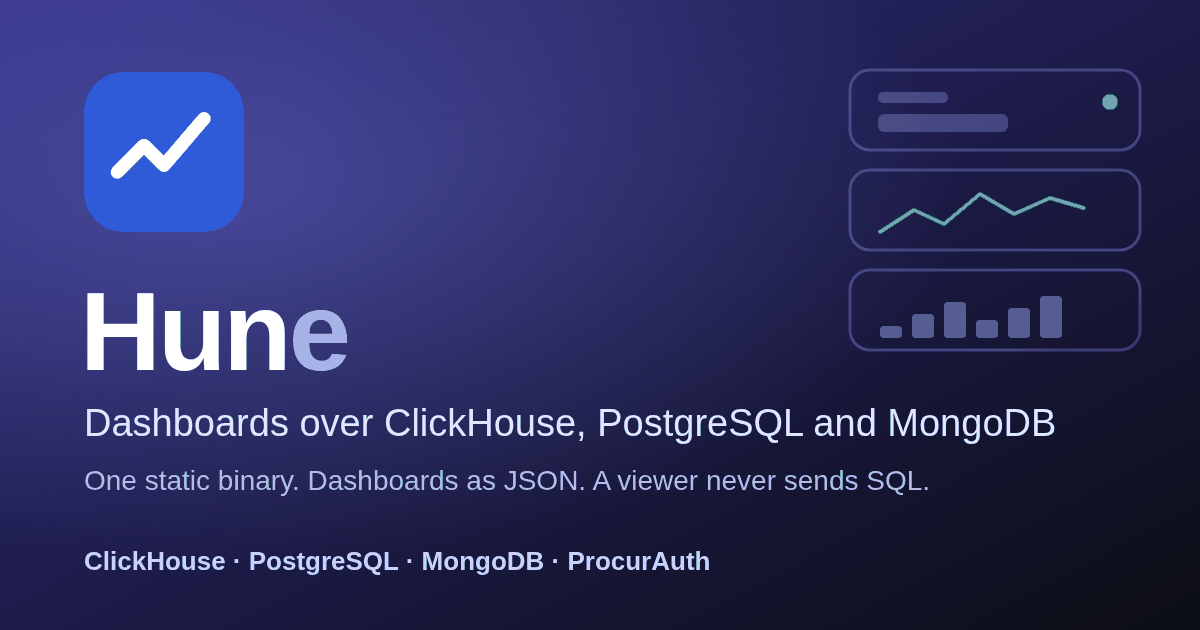 Hune
Dashboards over ClickHouse, PostgreSQL and MongoDB
One static binary. Dashboards as JSON. A viewer never sends SQL.
ClickHouse · PostgreSQL · MongoDB · ProcurAuth